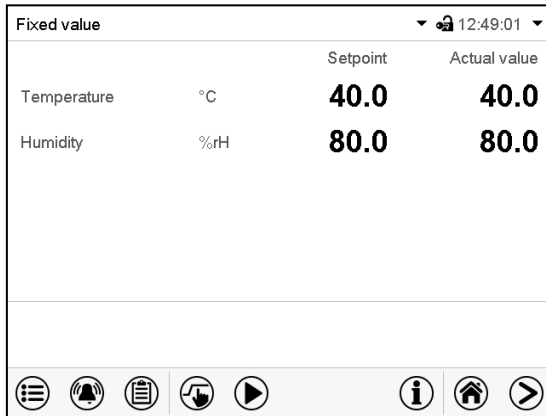 Fixed value 12:49:01
Setpoint Actual value
Temperature °C 40.0 40.0
Humidity %rH 80.0 80.0